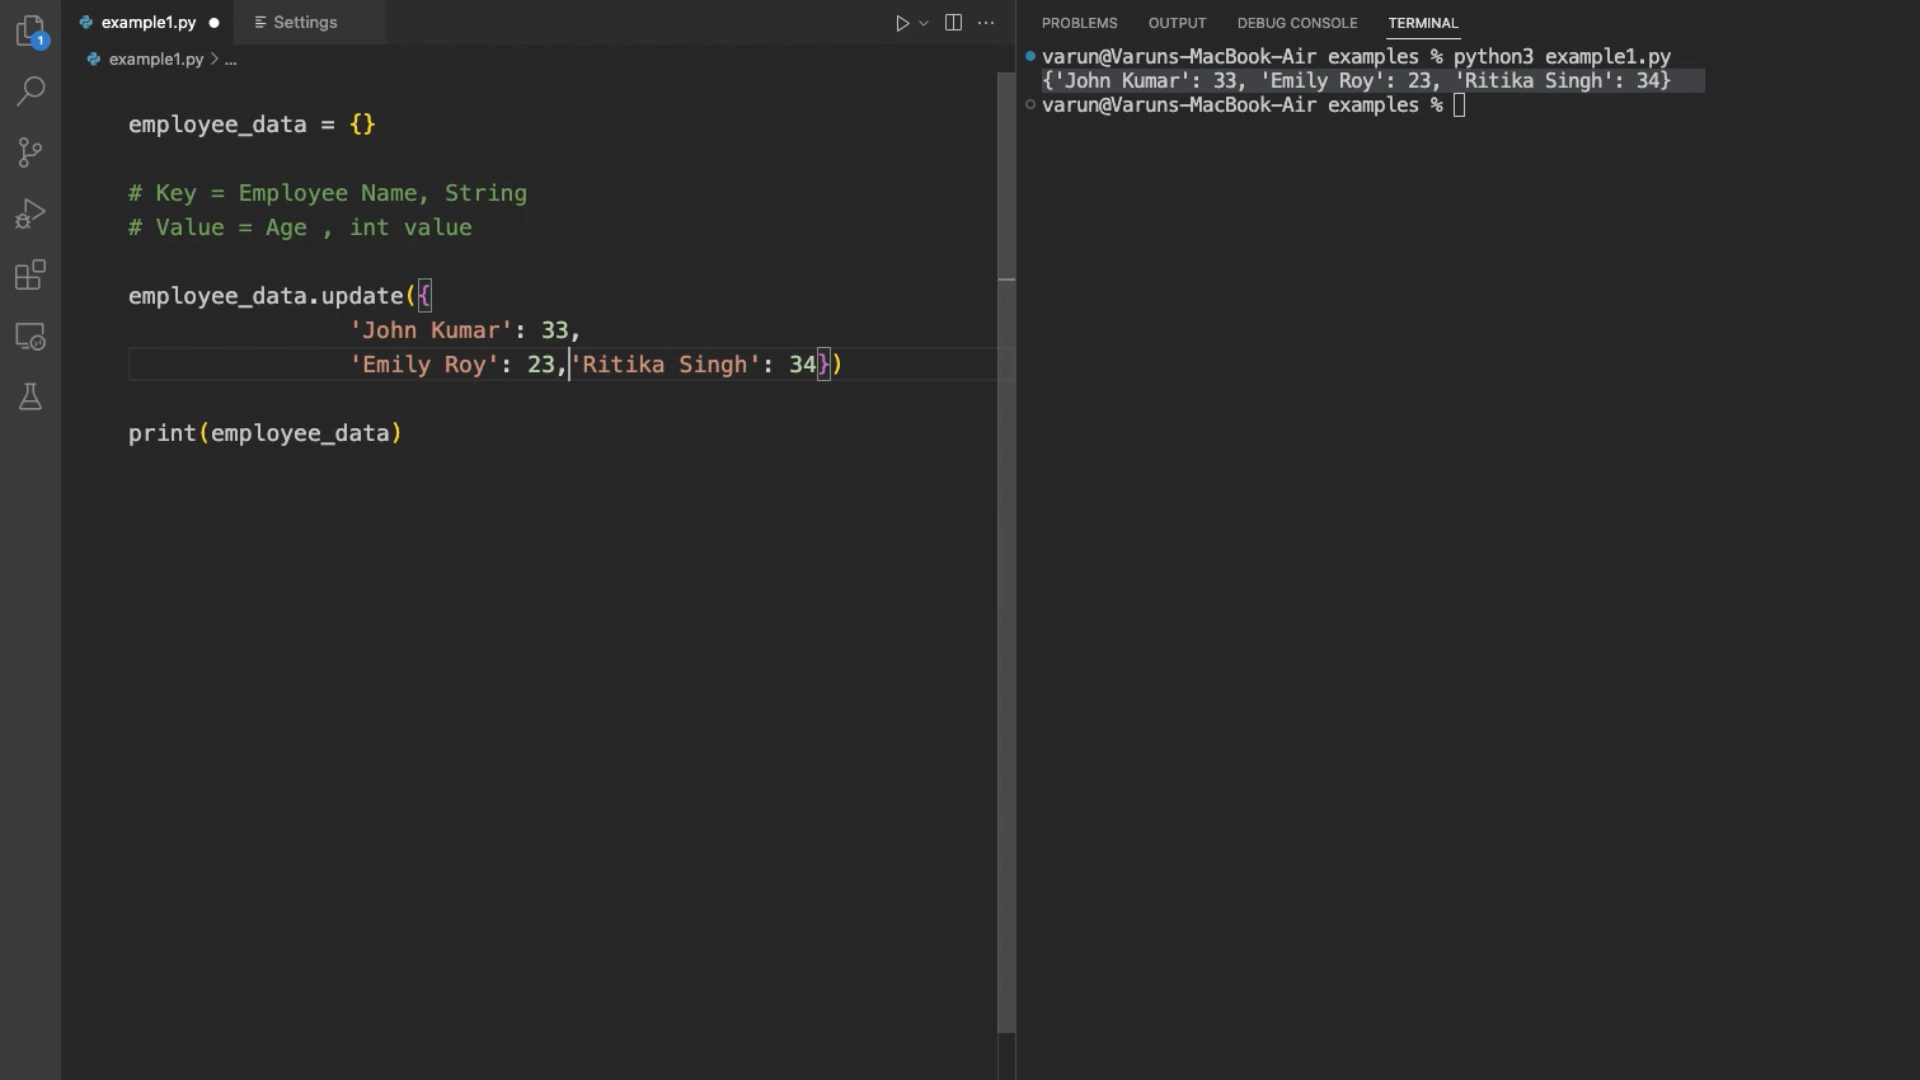 example1.py
Settings
example1.py > ...
1
employee_data = {}
# Key = Employee Name, String
# Value = Age , int value
employee_data.update({
'John Kumar': 33,
'Emily Roy': 23,'Ritika Singh': 34})
print(employee_data)
PROBLEMS OUTPUT DEBUG CONSOLE TERMINAL
varun@Varuns-MacBook-Air examples % python3 example1.py
{'John Kumar': 33, 'Emily Roy': 23, 'Ritika Singh': 34}
varun@Varuns-MacBook-Air examples %